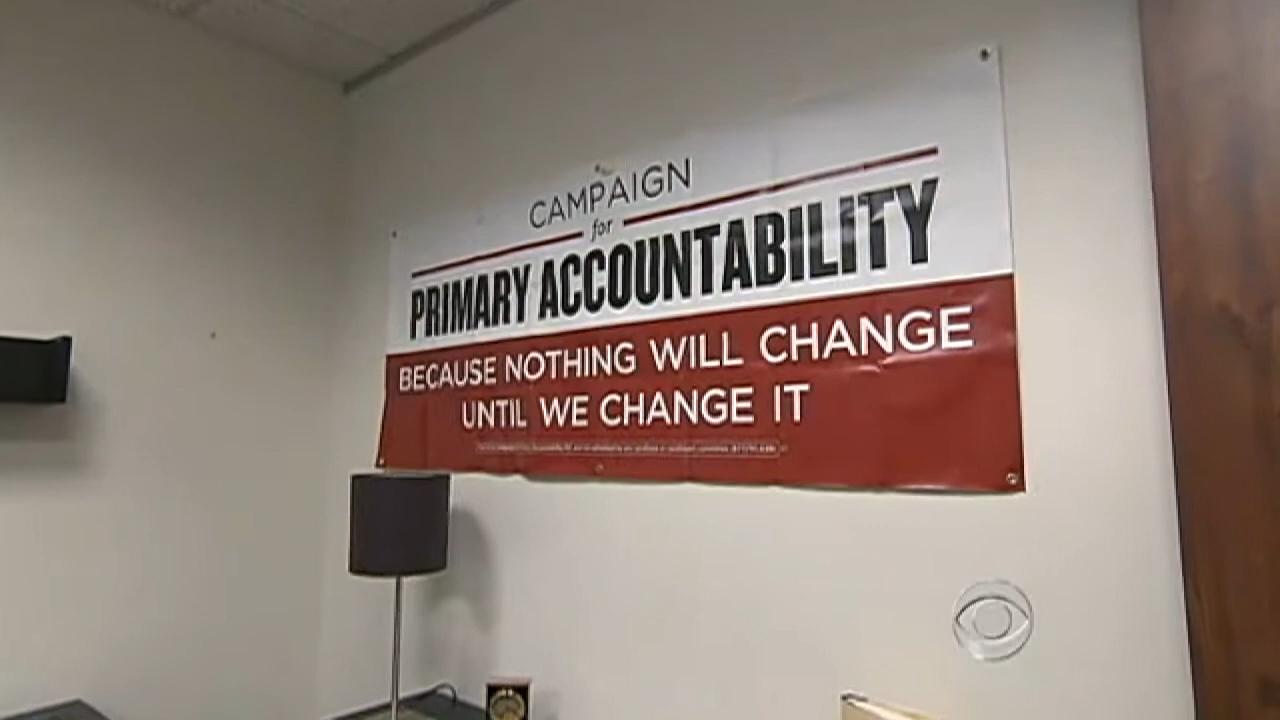 CAMPAIGN
for
PRIMARY ACCOUNTABILITY
BECAUSE NOTHING WILL CHANGE
UNTIL WE CHANGE IT